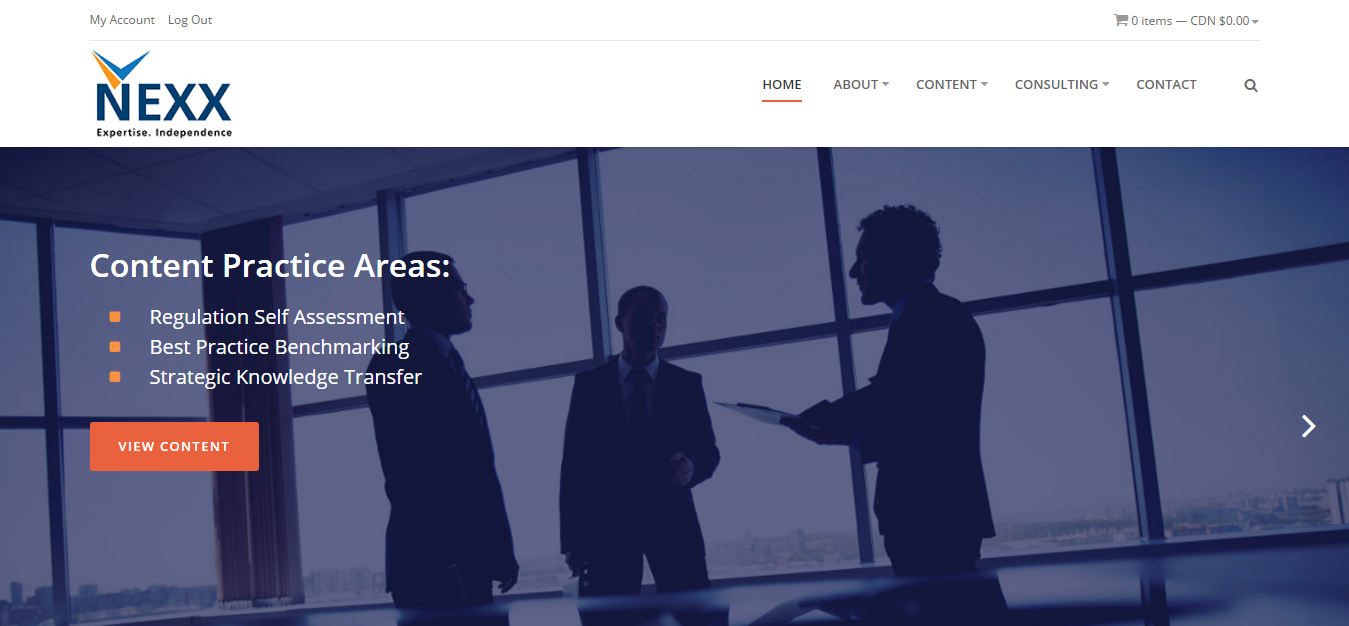 My Account Log Out
0 items — CDN $0.00
NEXX
Expertise. Independence
HOME ABOUT CONTENT CONSULTING CONTACT
Content Practice Areas:
Regulation Self Assessment
Best Practice Benchmarking
Strategic Knowledge Transfer
VIEW CONTENT